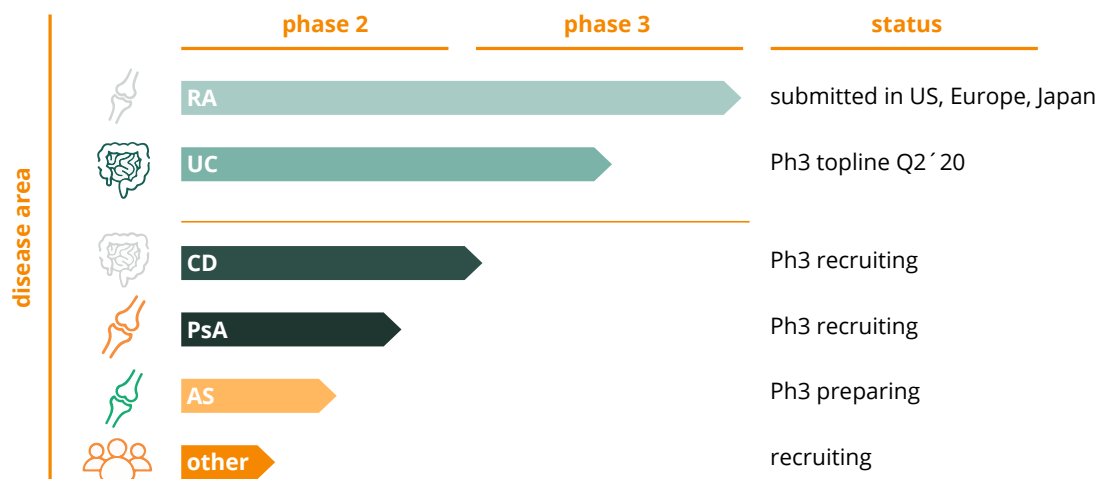 phase 2 phase 3 status
disease area
RA submitted in US, Europe, Japan
UC Ph3 topline Q2´20
CD Ph3 recruiting
PsA Ph3 recruiting
AS Ph3 preparing
other recruiting